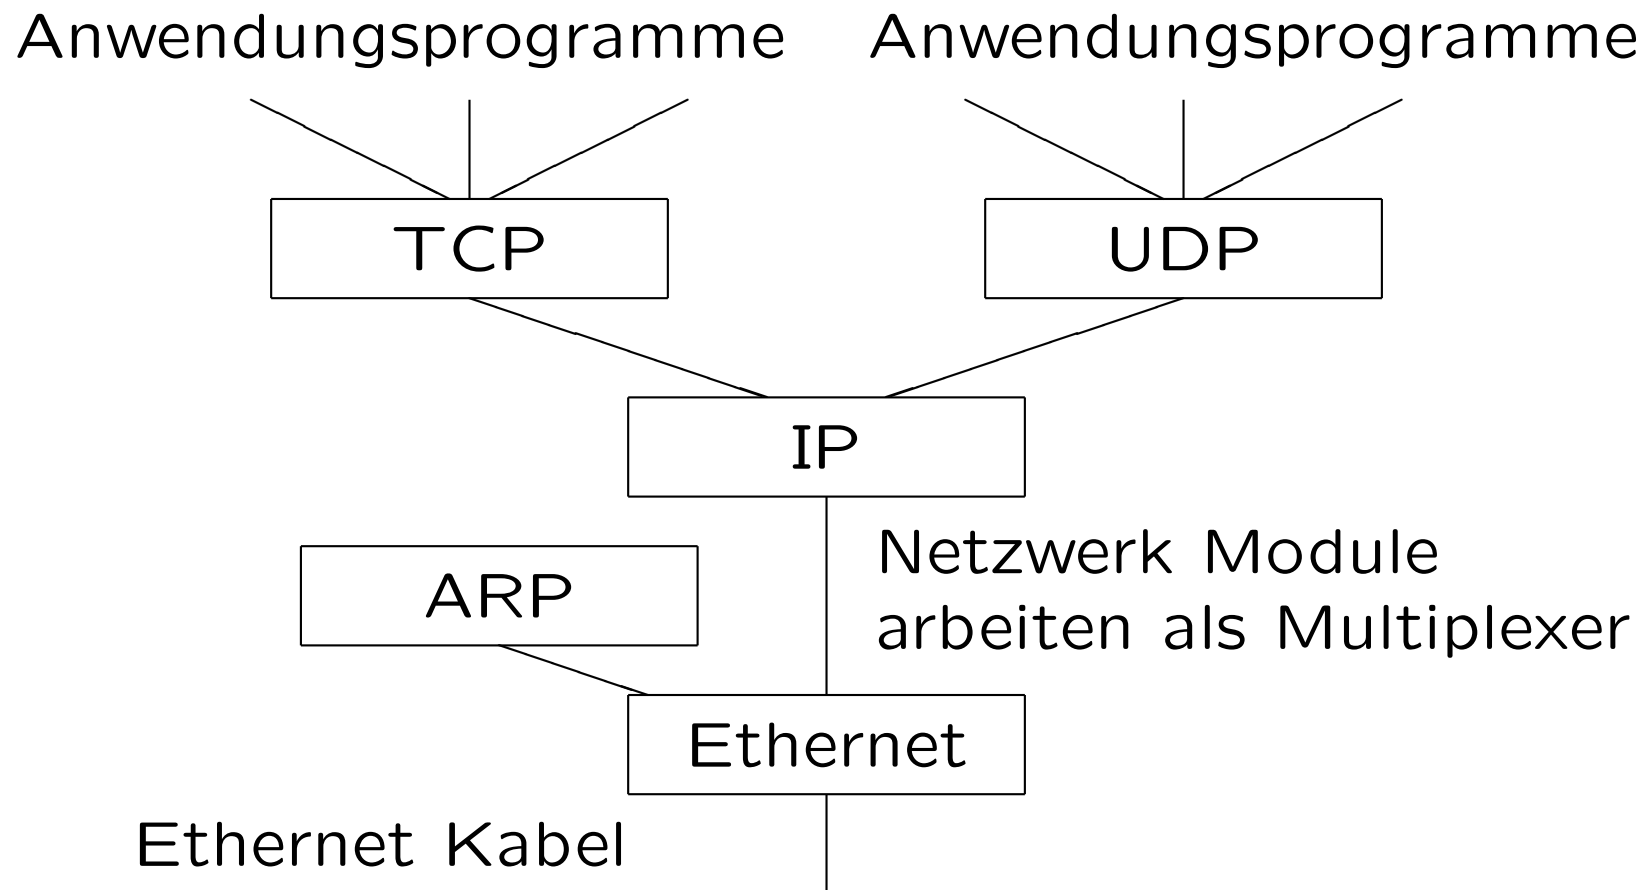 Anwendungsprogramme
Anwendungsprogramme
TCP
UDP
IP
Netzwerk Module
arbeiten als Multiplexer
ARP
Ethernet
Ethernet Kabel